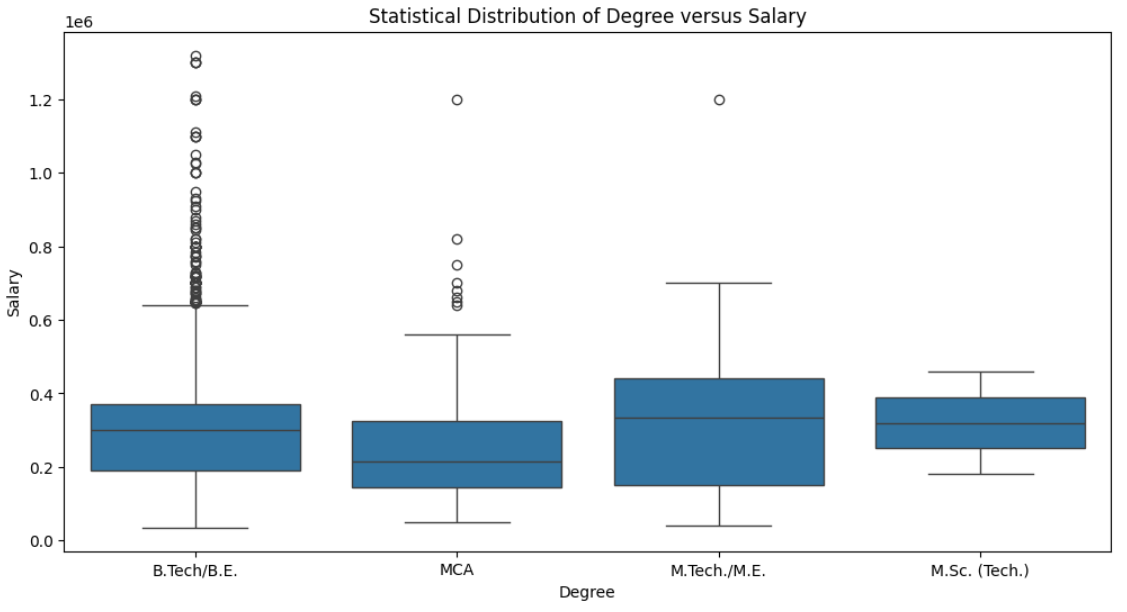 Statistical Distribution of Degree versus Salary
1e6
1.2
1.0
0.8
0.6
0.4
0.2
0.0
Salary
B.Tech/B.E.
MCA
M.Tech./M.E.
M.Sc. (Tech.)
Degree